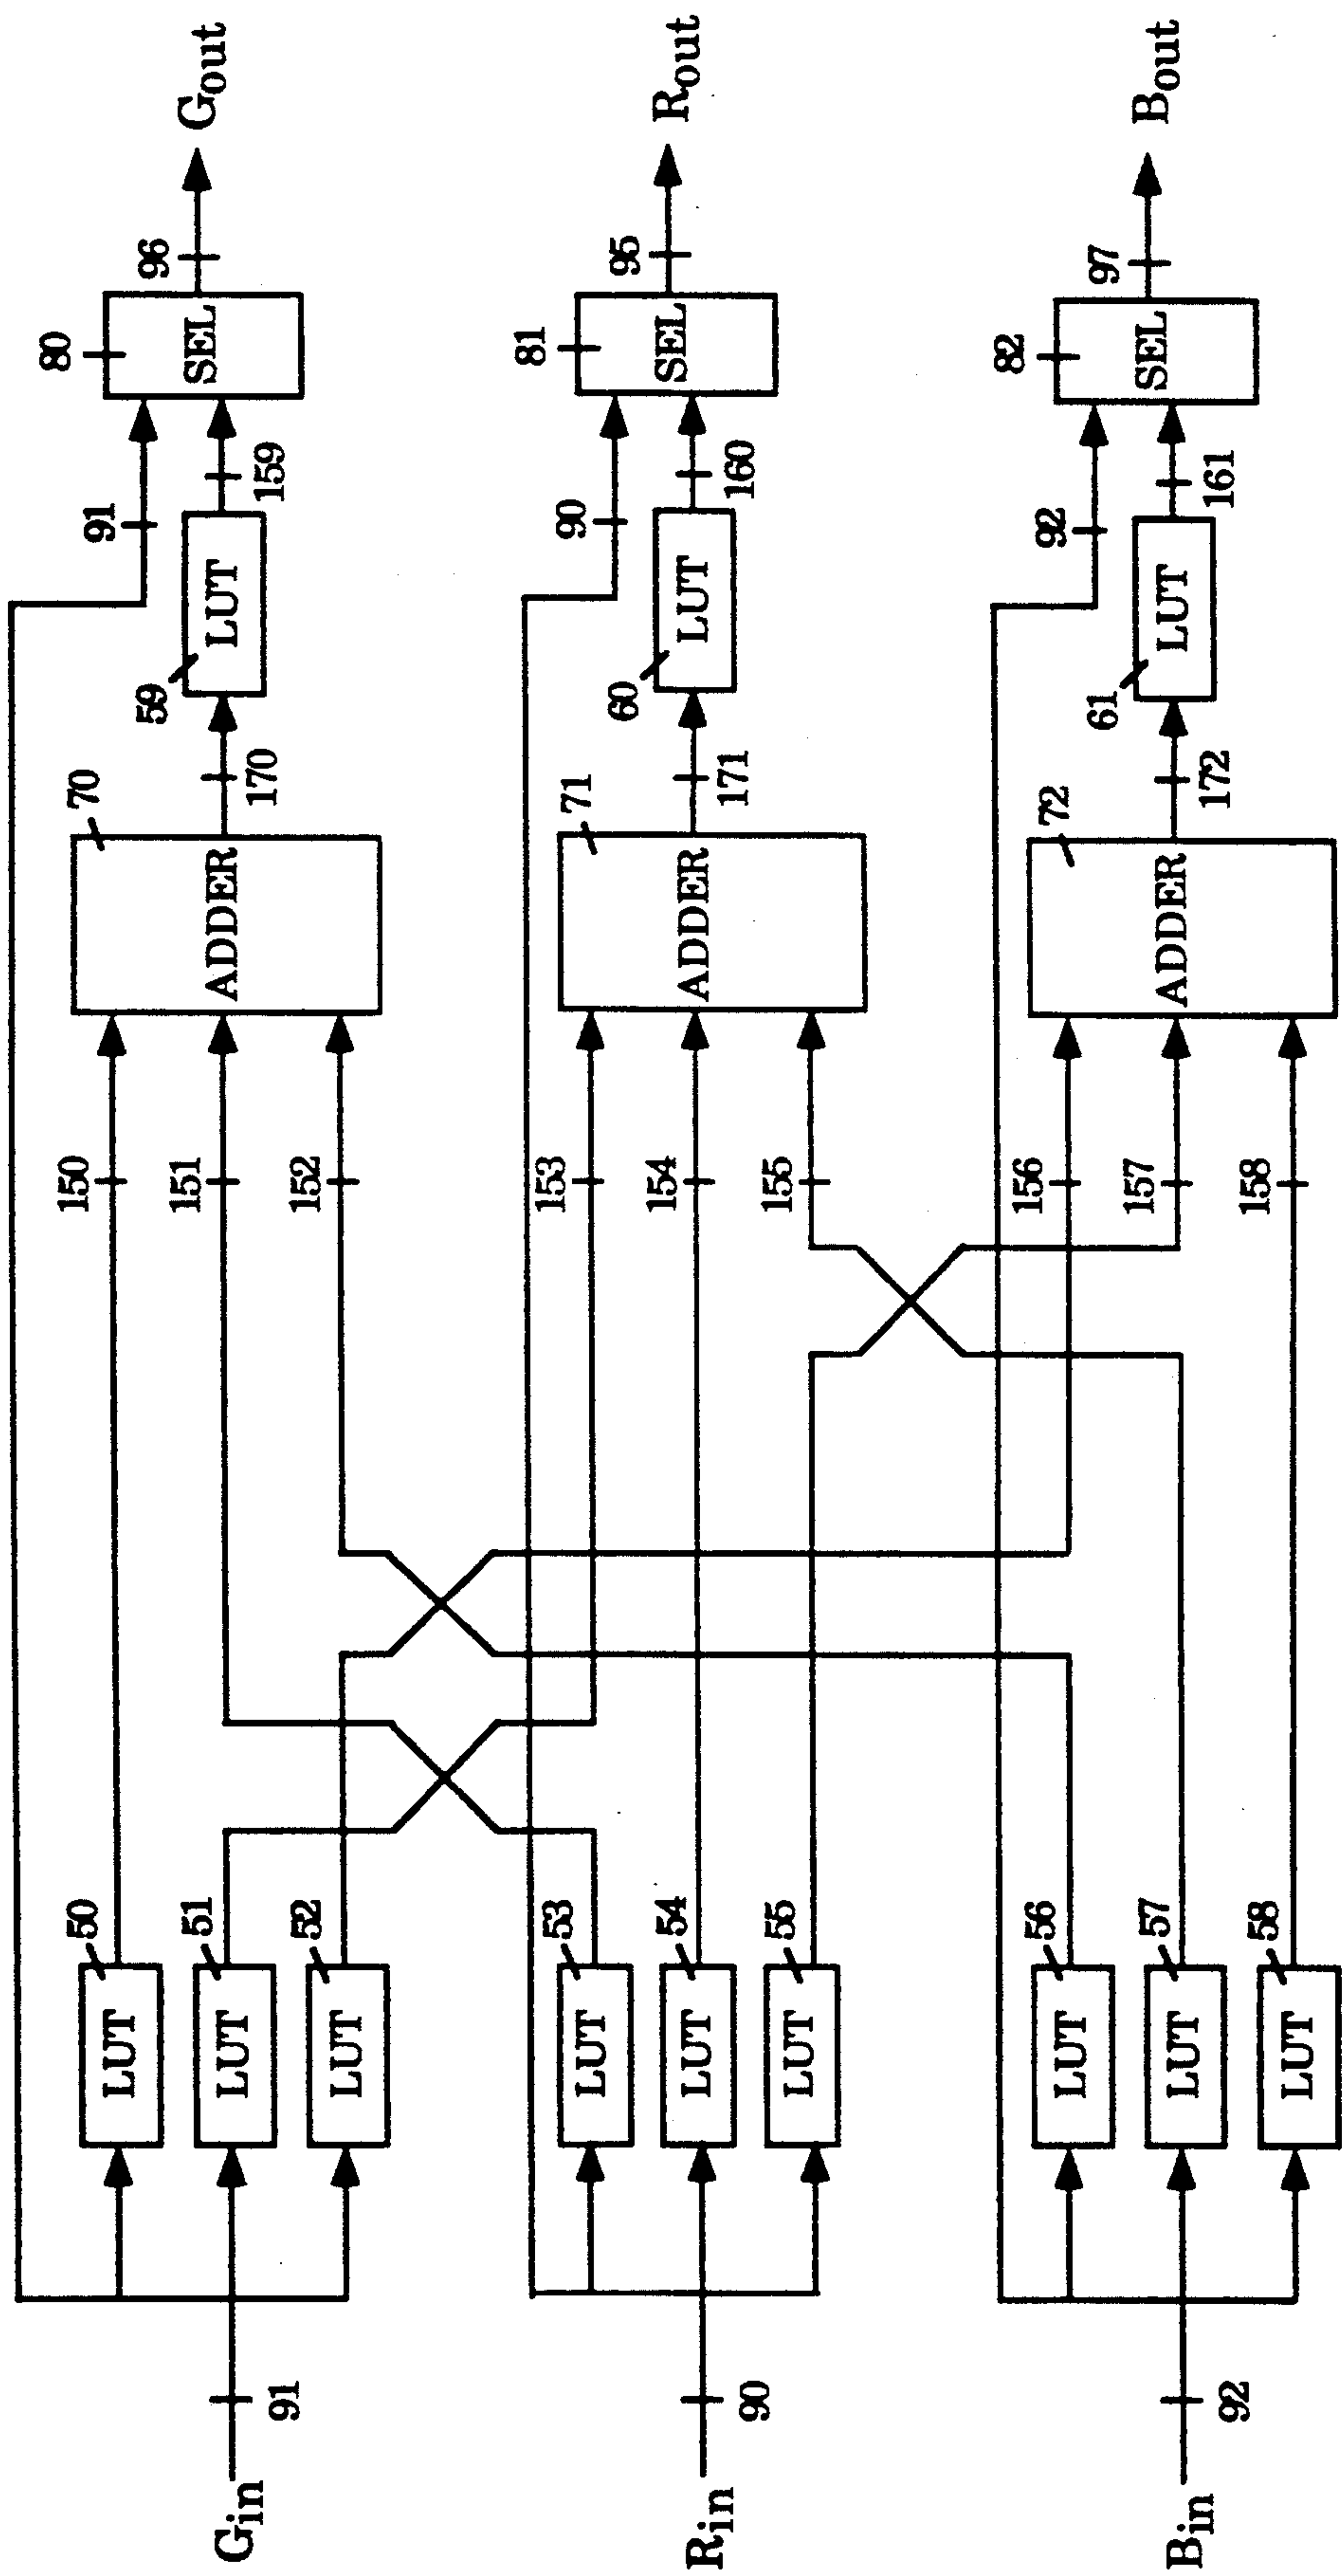 Gin
91
LUT
50
LUT
51
LUT
52
150
151
152
ADDER
70
170
LUT
59
159
91
SEL
80
96
Gout
Rin
90
LUT
53
LUT
54
LUT
55
153
154
155
ADDER
71
171
LUT
60
160
90
SEL
81
95
Rout
Bin
92
LUT
56
LUT
57
LUT
58
156
157
158
ADDER
72
172
LUT
61
161
92
SEL
82
97
Bout